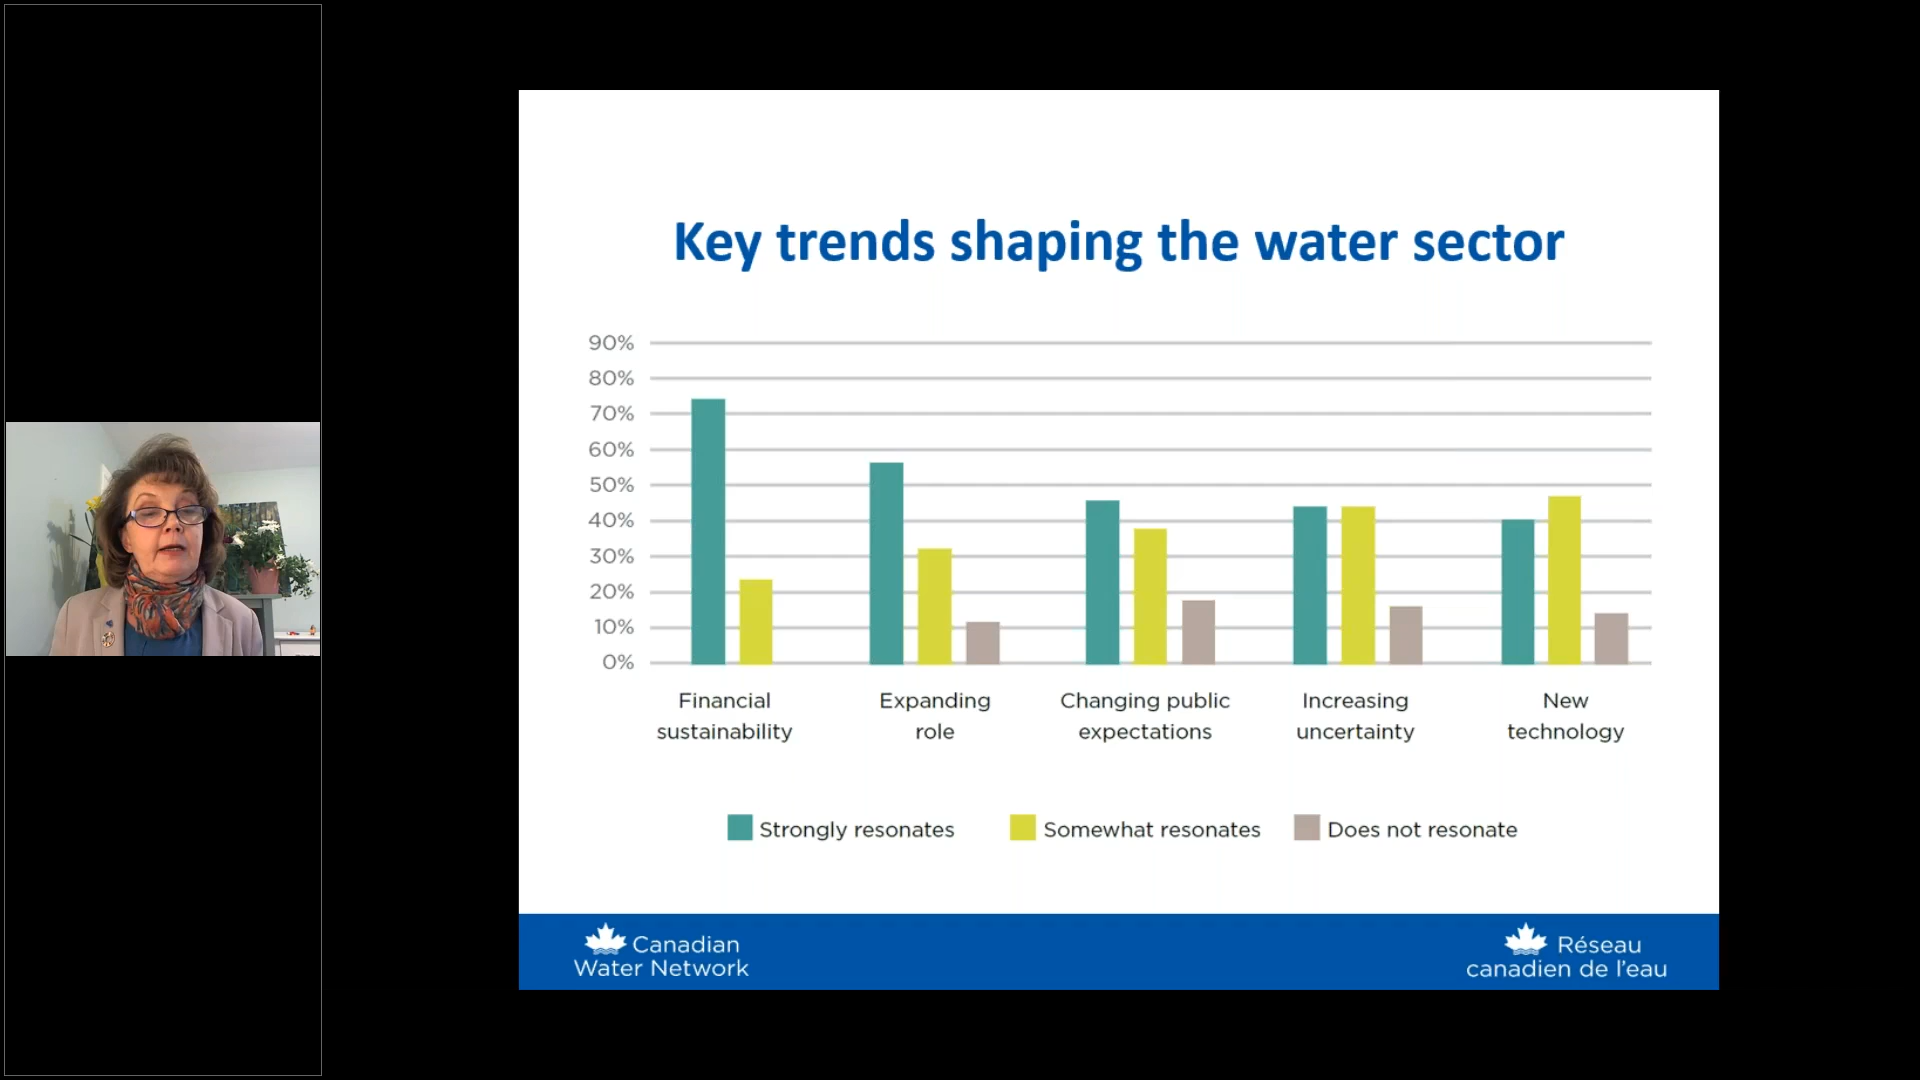 Key trends shaping the water sector
90%
80%
70%
60%
50%
40%
30%
20%
10%
0%
Financial
sustainability
Expanding
role
Changing public
expectations
Increasing
uncertainty
New
technology
Strongly resonates
Somewhat resonates
Does not resonate
Canadian
Water Network
Réseau
canadien de l'eau